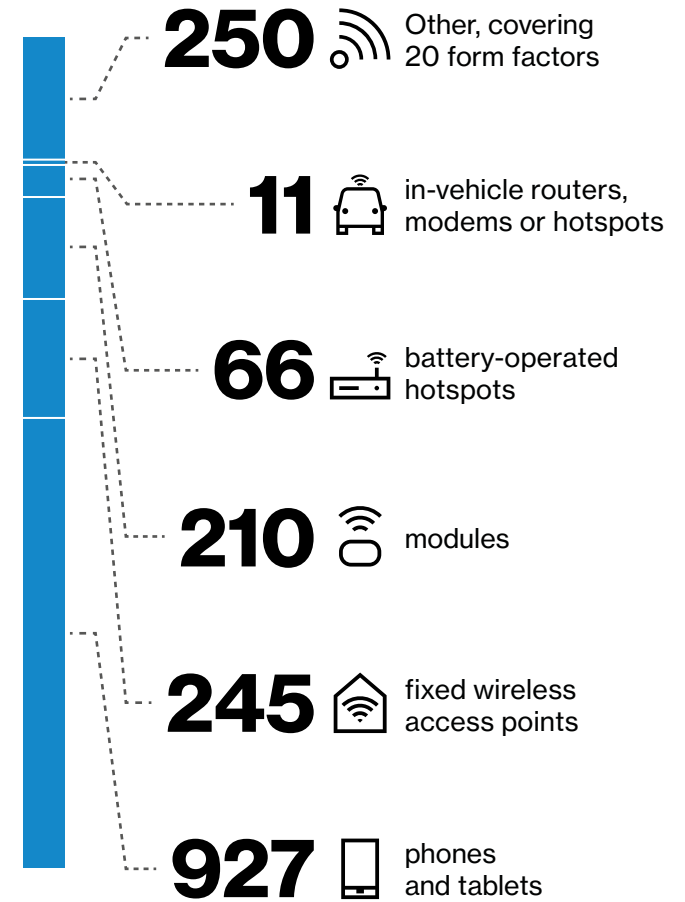 250
Other, covering
20 form factors
11
in-vehicle routers,
modems or hotspots
66
battery-operated
hotspots
210
modules
245
fixed wireless
access points
927
phones
and tablets